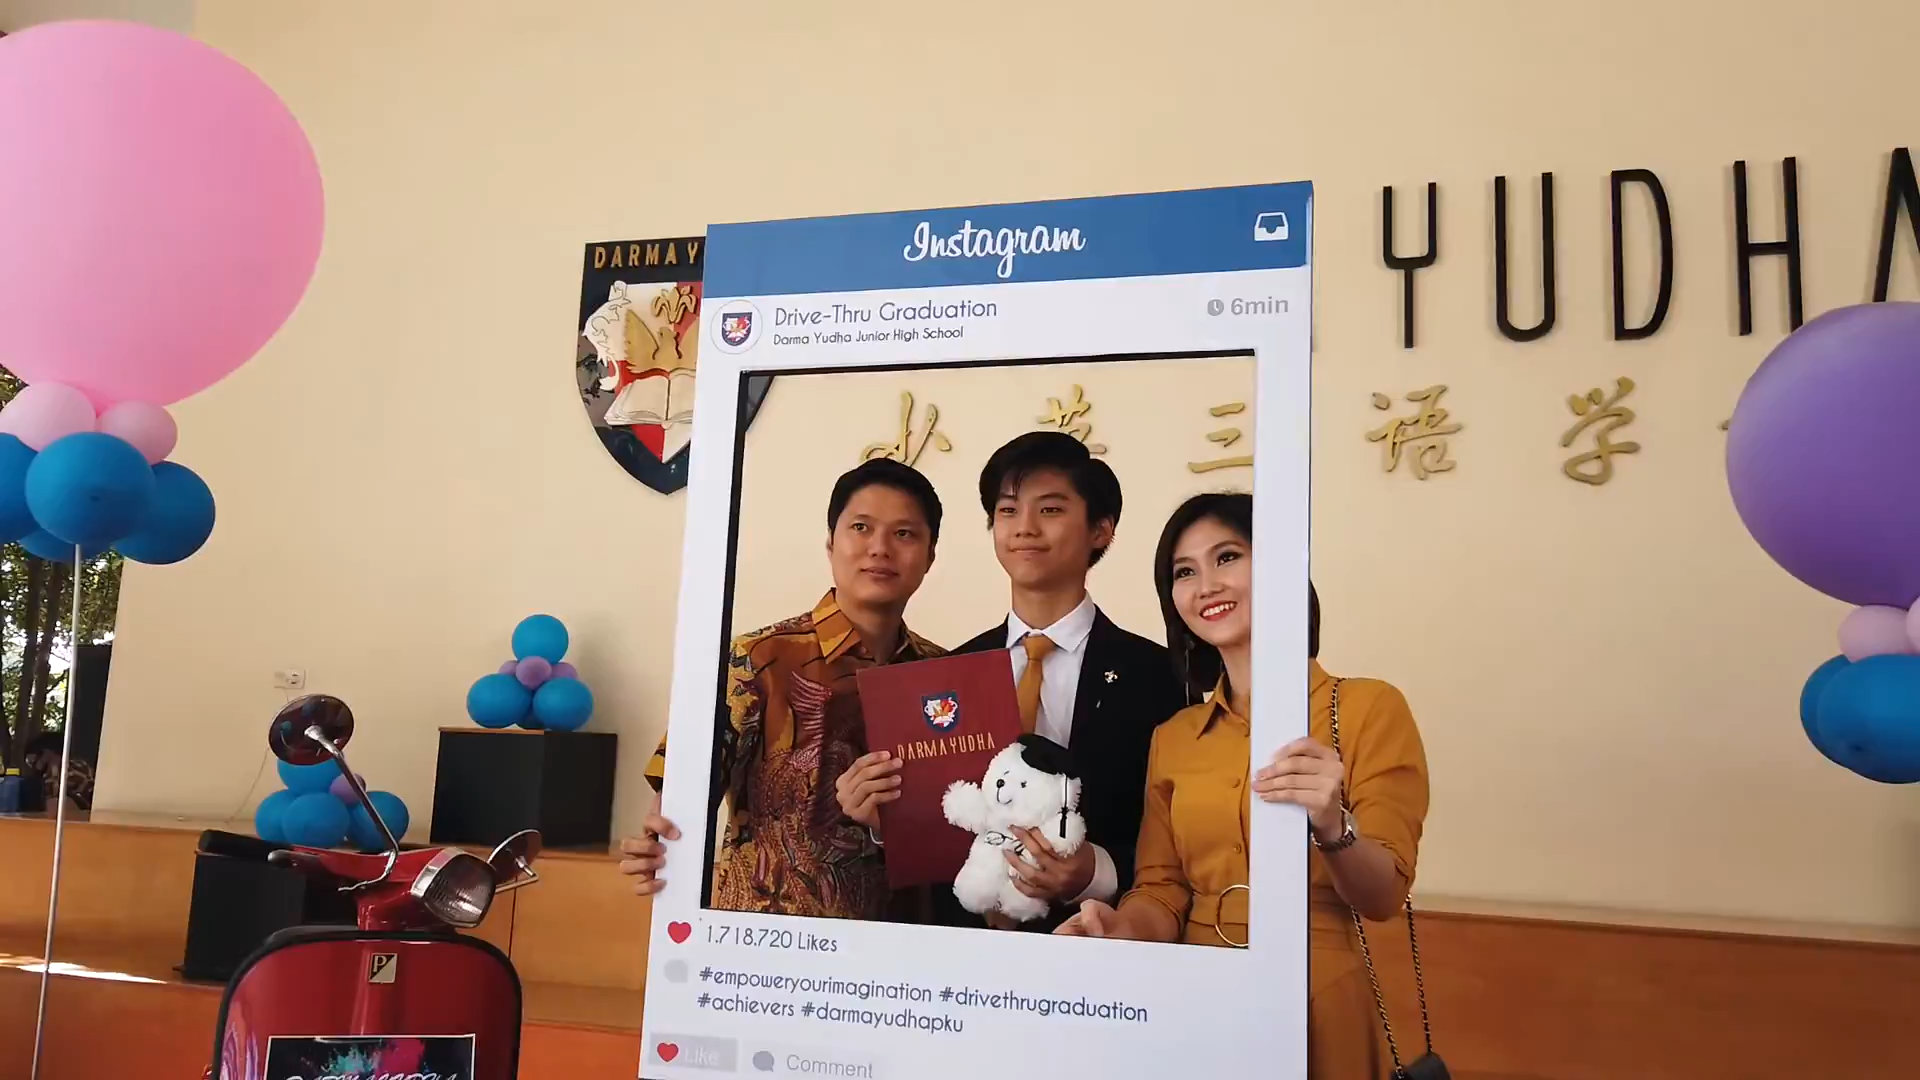 DARMA Y
YUDHA
三语学
Instagram
Drive-Thru Graduation
6min
Darma Yudha Junior High School
DARMA YUDHA
1.718.720 Likes
#empoweryourimagination #drivethrugraduation
#achievers #darmayudhapku
Like
Comment